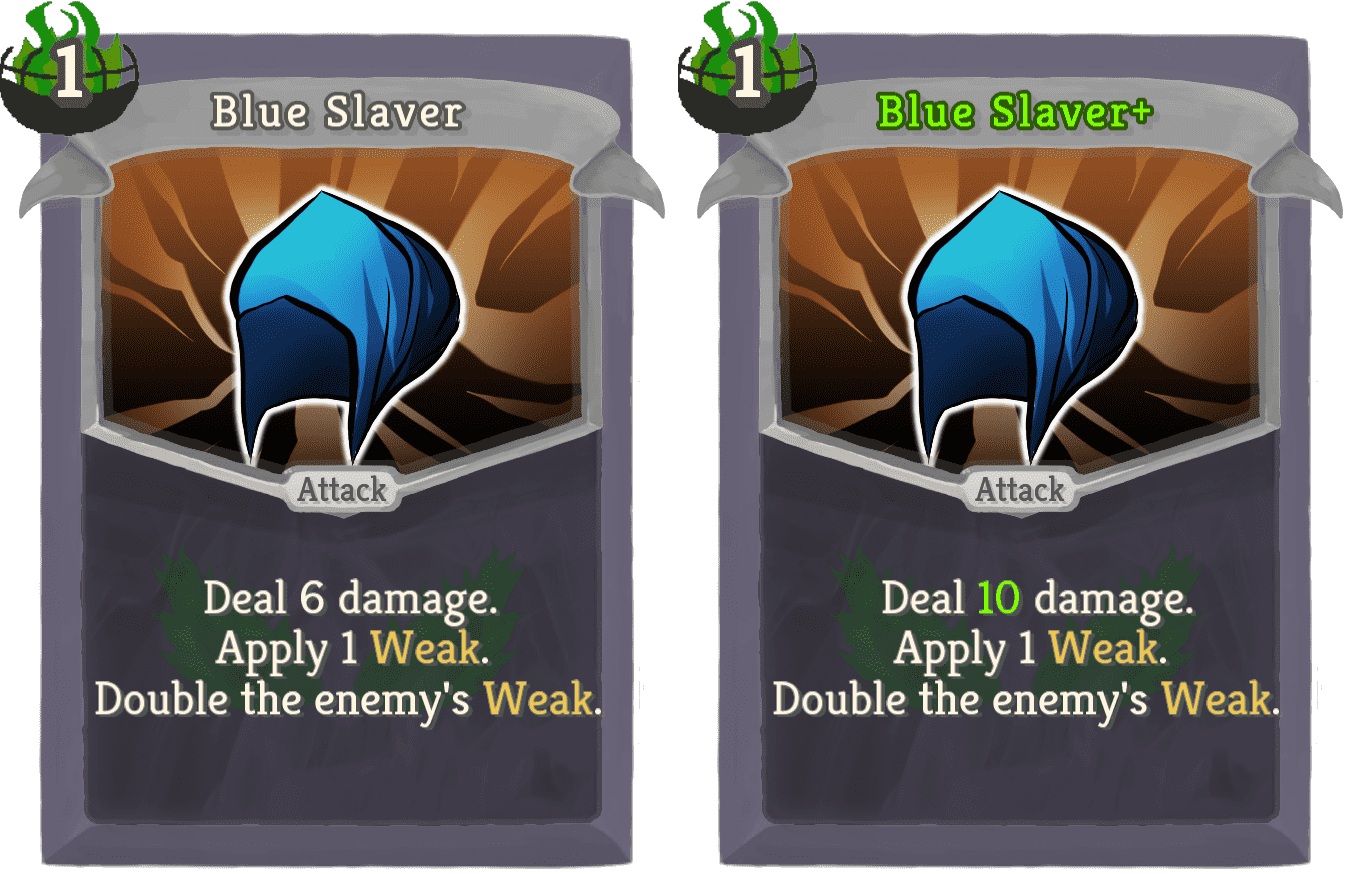 1
Blue Slaver
Attack
Deal 6 damage.
Apply 1 Weak.
Double the enemy's Weak.
1
Blue Slaver+
Attack
Deal 10 damage.
Apply 1 Weak.
Double the enemy's Weak.